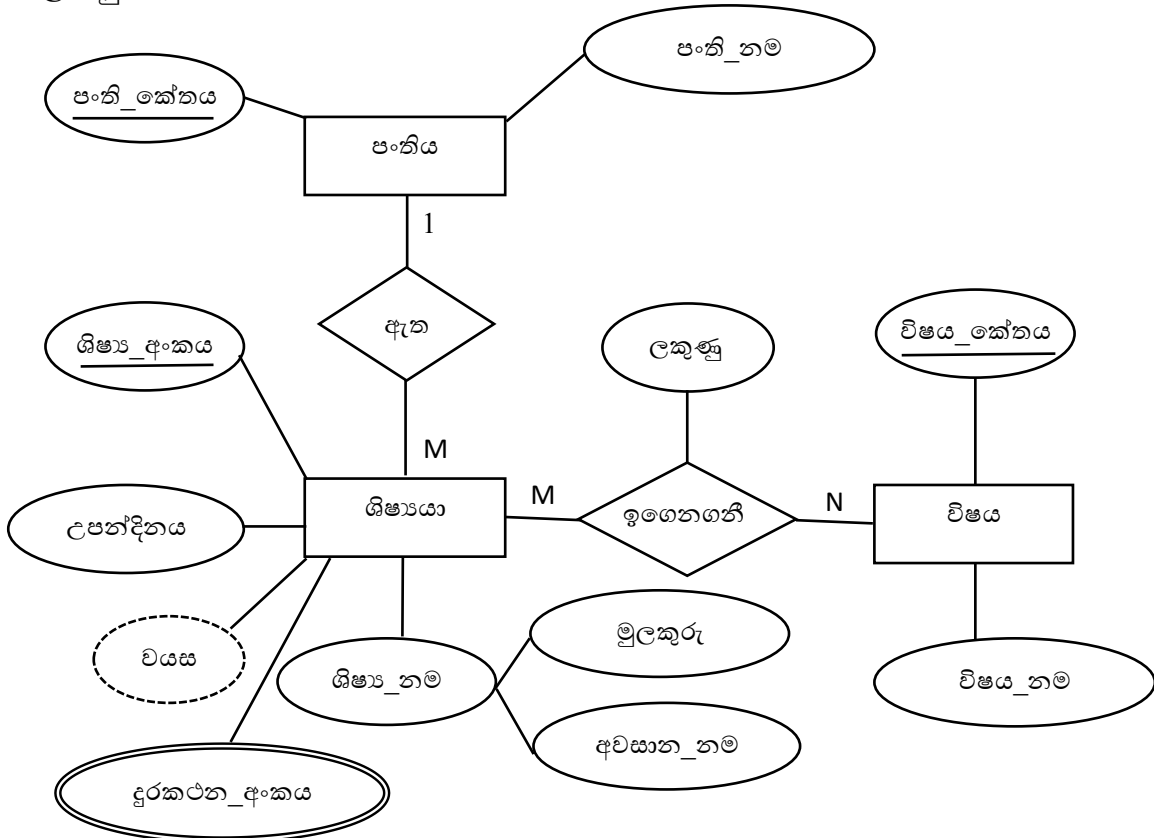 පංති_නම
පංති_කේතය
පංතිය
1
ඇත
ශිෂ්‍ය_අංකය
ලකුණු
විෂය_කේතය
M
ශිෂ්‍යයා
M
ඉගෙනගනී
N
විෂය
උපන්දිනය
වයස
ශිෂ්‍ය_නම
මුලකුරු
විෂය_නම
අවසාන_නම
දුරකථන_අංකය